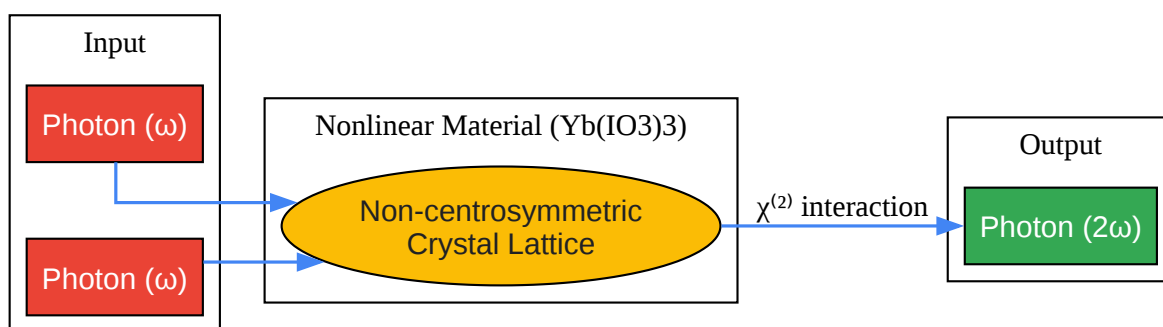 Input
Photon (ω)
Photon (ω)
Nonlinear Material (Yb(IO3)3)
Non-centrosymmetric
Crystal Lattice
χ⁽²⁾ interaction
Output
Photon (2ω)